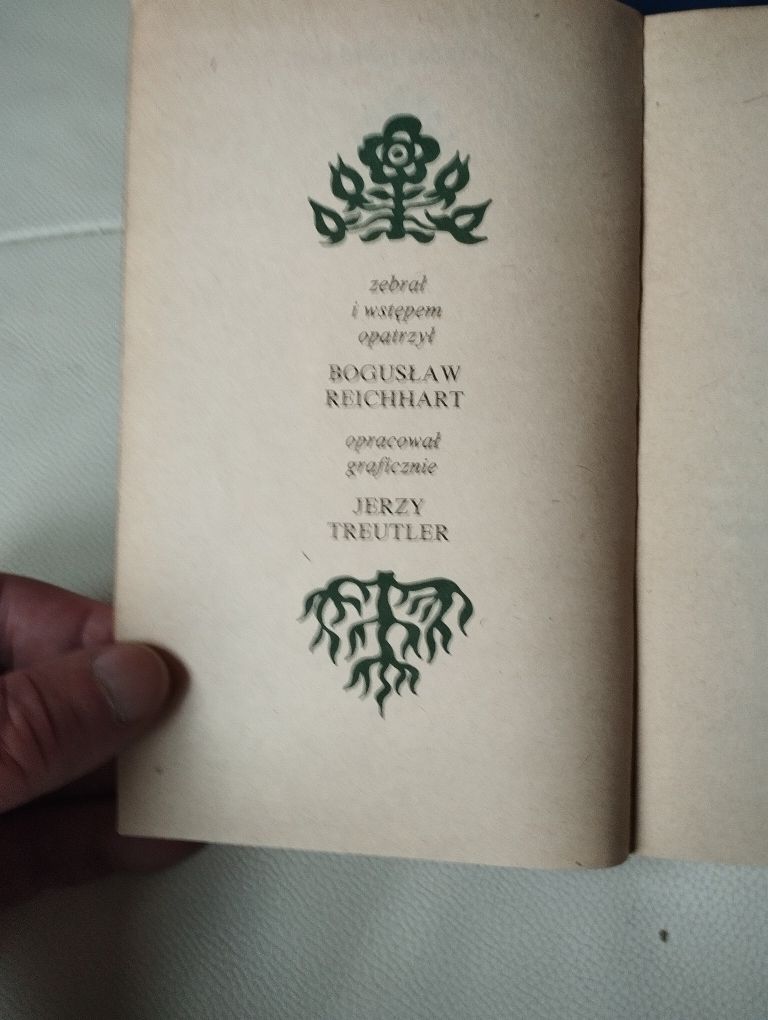 zebrał
i wstępem
opatrzył
BOGUSŁAW
REICHHART
opracował
graficznie
JERZY
TREUTLER